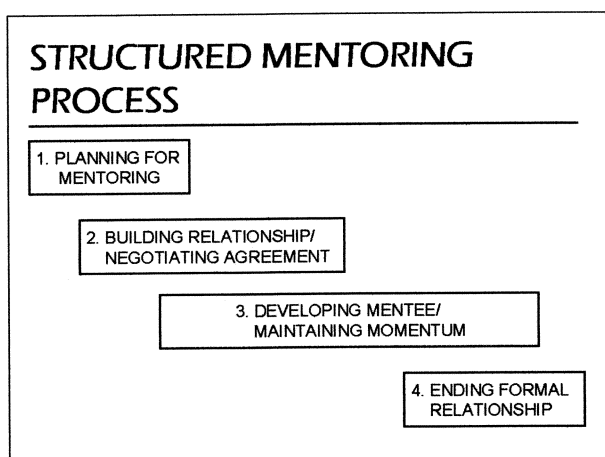 STRUCTURED MENTORING
PROCESS
1. PLANNING FOR
MENTORING
2. BUILDING RELATIONSHIP/
NEGOTIATING AGREEMENT
3. DEVELOPING MENTEE/
MAINTAINING MOMENTUM
4. ENDING FORMAL
RELATIONSHIP